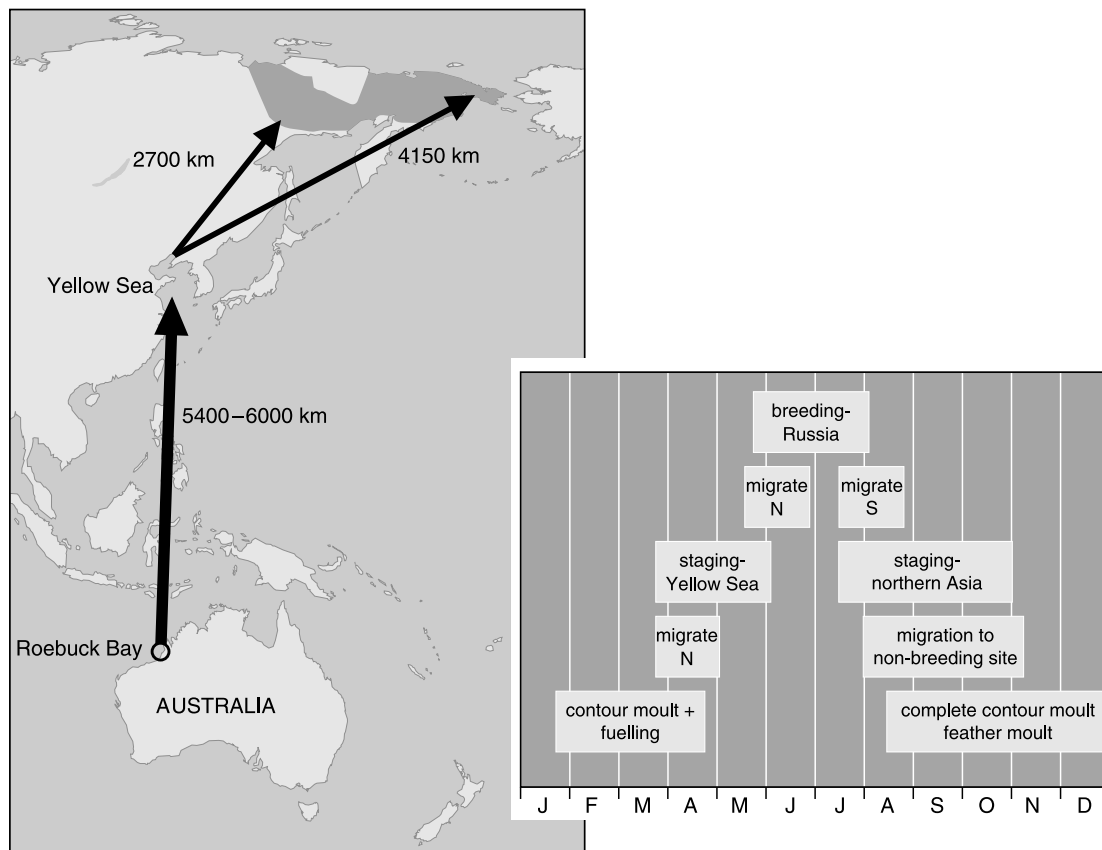 2700 km
4150 km
Yellow Sea
5400–6000 km
Roebuck Bay
AUSTRALIA
breeding-
Russia
migrate
N
migrate
S
staging-
Yellow Sea
staging-
northern Asia
migrate
N
migration to
non-breeding site
contour moult +
fuelling
complete contour moult
feather moult
J F M A M J J A S O N D